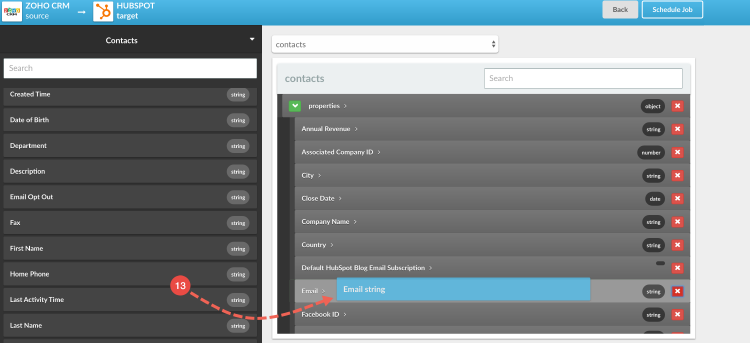 ZOHO CRM
source
→
HUBSPOT
target
Back
Schedule Job
Contacts
Search
Created Time string
Date of Birth string
Department string
Description string
Email Opt Out string
Fax string
First Name string
Home Phone string
Last Activity Time string
Last Name string
13
contacts
contacts
Search
properties > object
Annual Revenue > string
Associated Company ID > number
City > string
Close Date > date
Company Name > string
Country > string
Default HubSpot Blog Email Subscription >
Email > string
Email string
Facebook ID > string